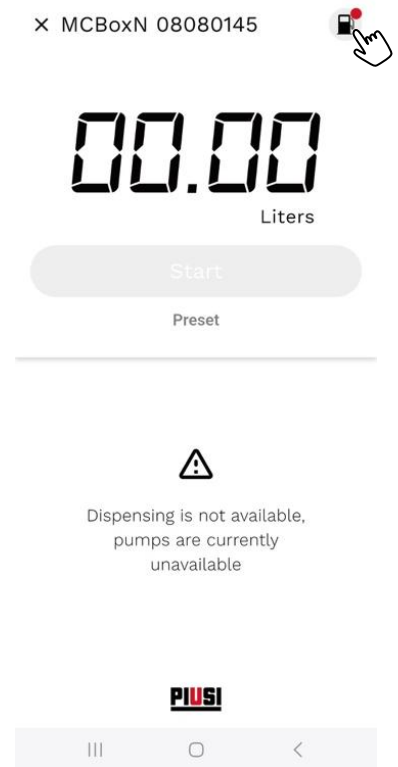 × MCBoxN 08080145
00.00
Liters
Start
Preset
Dispensing is not available,
pumps are currently
unavailable
PIUSI